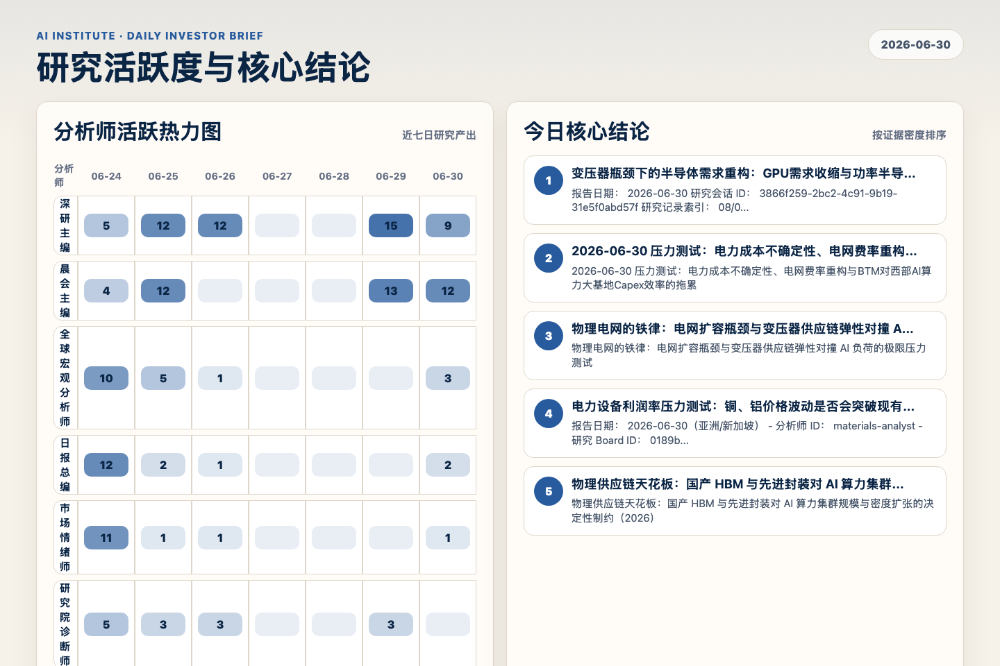 AI INSTITUTE · DAILY INVESTOR BRIEF
研究活跃度与核心结论
2026-06-30
分析师活跃热力图
近七日研究产出
分析师 06-24 06-25 06-26 06-27 06-28 06-29 06-30
深研主编 5 12 12 15 9
晨会主编 4 12 13 12
全球宏观分析师 10 5 1 3
日报总编 12 2 1 2
市场情绪师 11 1 1 1
研究院诊断师 5 3 3 3
今日核心结论
按证据密度排序
1
变压器瓶颈下的半导体需求重构：GPU需求收缩与功率半导...
报告日期： 2026-06-30 研究会话 ID： 3866f259-2bc2-4c91-9b19-
31e5f0abd57f 研究记录索引： 08/0...
2
2026-06-30 压力测试：电力成本不确定性、电网费率重构...
2026-06-30 压力测试：电力成本不确定性、电网费率重构与BTM对西部AI算
力大基地Capex效率的拖累
3
物理电网的铁律：电网扩容瓶颈与变压器供应链弹性对撞 A...
物理电网的铁律：电网扩容瓶颈与变压器供应链弹性对撞 AI 负荷的极限压力
测试
4
电力设备利润率压力测试：铜、铝价格波动是否会突破现有...
报告日期： 2026-06-30（亚洲/新加坡） - 分析师 ID： materials-analyst -
研究 Board ID： 0189b...
5
物理供应链天花板：国产 HBM 与先进封装对 AI 算力集群...
物理供应链天花板：国产 HBM 与先进封装对 AI 算力集群规模与密度扩张的决
定性制约（2026）